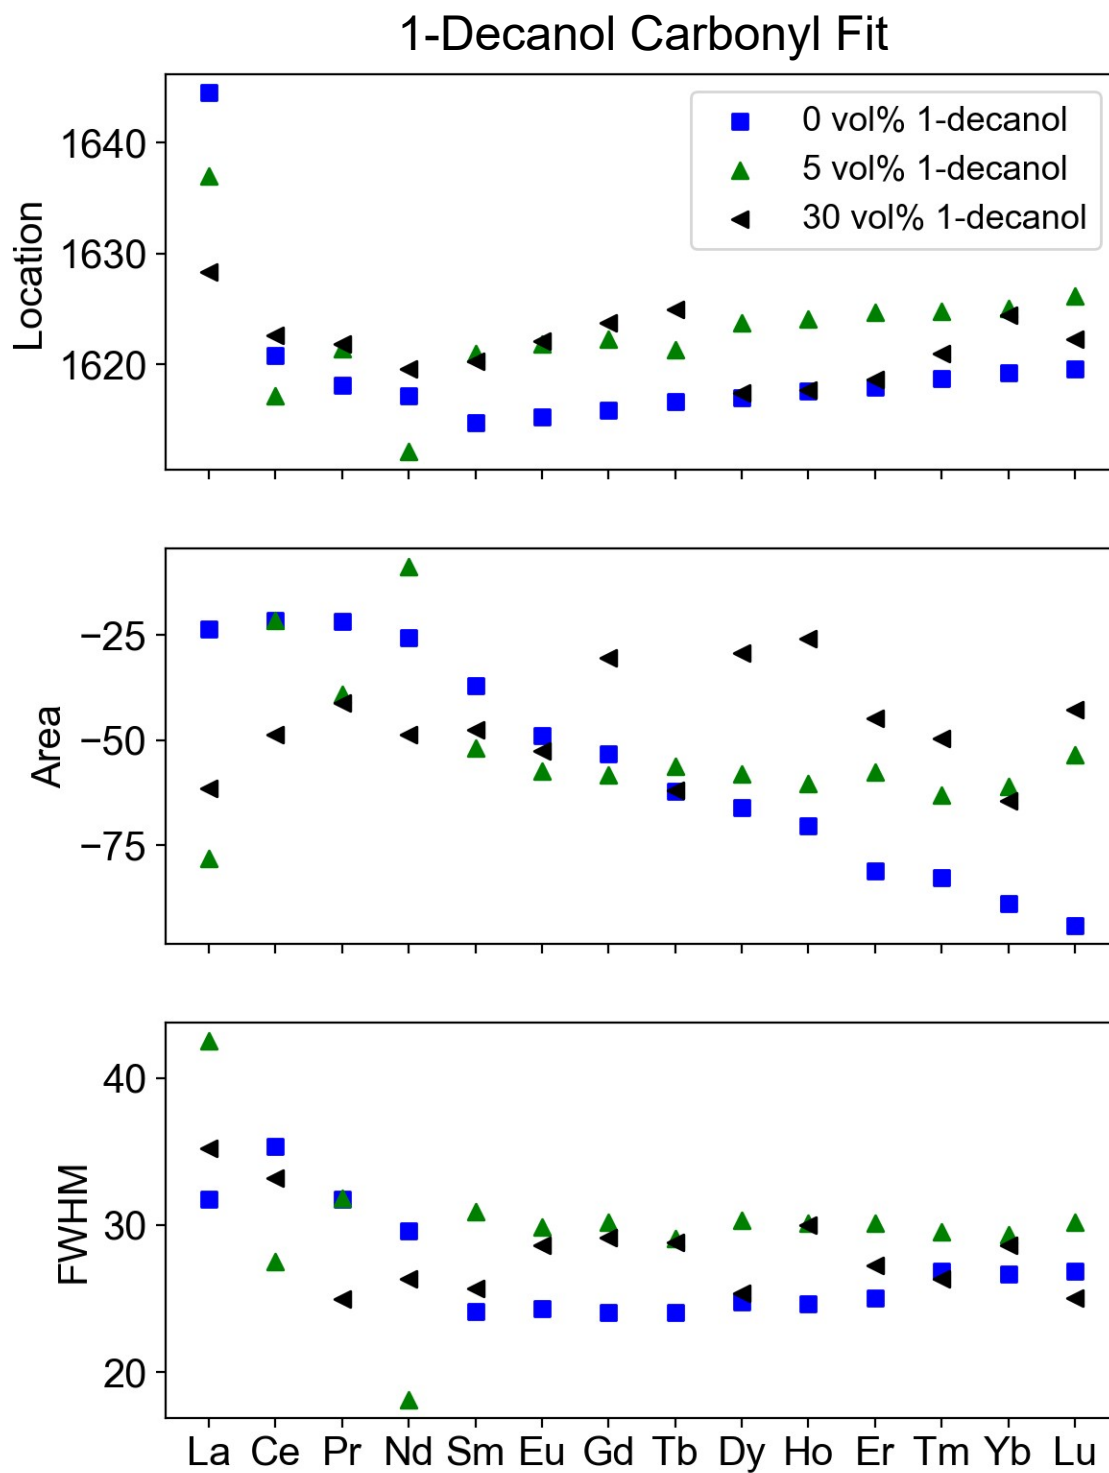 1-Decanol Carbonyl Fit
0 vol% 1-decanol
5 vol% 1-decanol
30 vol% 1-decanol
Location
1640
1630
1620
Area
−25
−50
−75
FWHM
40
30
20
La Ce Pr Nd Sm Eu Gd Tb Dy Ho Er Tm Yb Lu